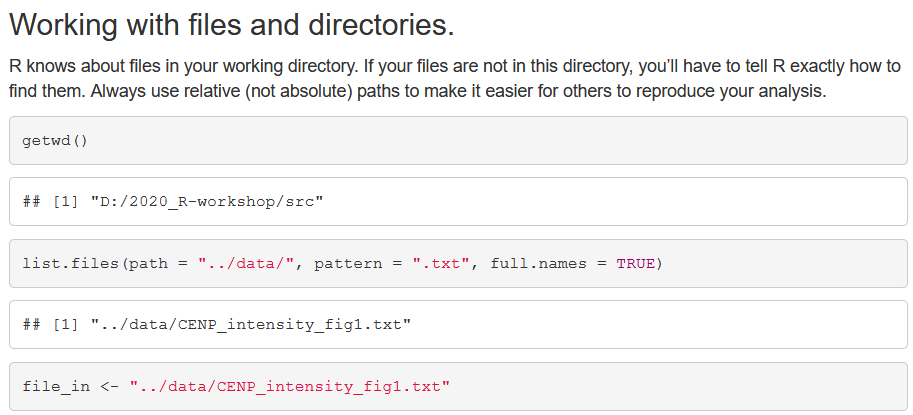 Working with files and directories.
R knows about files in your working directory. If your files are not in this directory, you’ll have to tell R exactly how to
find them. Always use relative (not absolute) paths to make it easier for others to reproduce your analysis.
getwd()
## [1] "D:/2020_R-workshop/src"
list.files(path = "../data/", pattern = ".txt", full.names = TRUE)
## [1] "../data/CENP_intensity_fig1.txt"
file_in <- "../data/CENP_intensity_fig1.txt"